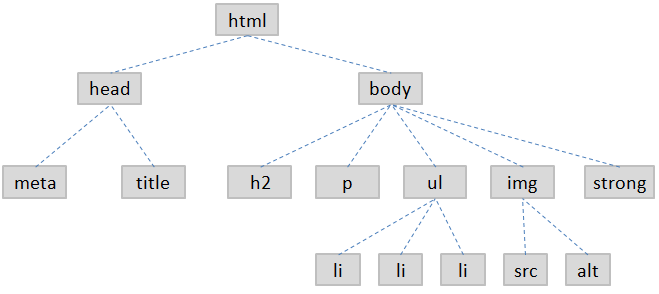 html
head body
meta title h2 p ul img strong
li li li src alt